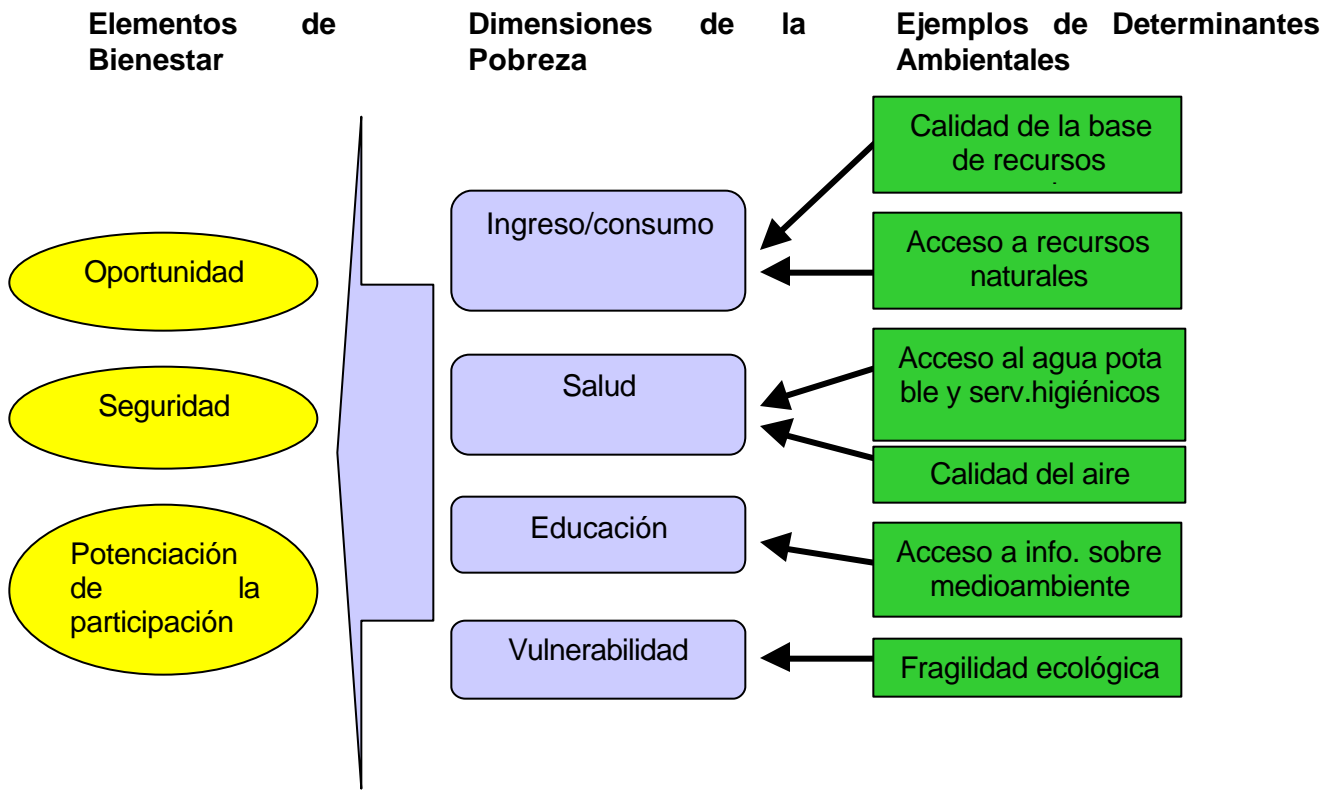 Elementos de
Bienestar
Dimensiones de la
Pobreza
Ejemplos de Determinantes
Ambientales
Oportunidad
Seguridad
Potenciación
de la
participación
Ingreso/consumo
Salud
Educación
Vulnerabilidad
Calidad de la base
de recursos
Acceso a recursos
naturales
Acceso al agua pota
ble y serv.higiénicos
Calidad del aire
Acceso a info. sobre
medioambiente
Fragilidad ecológica